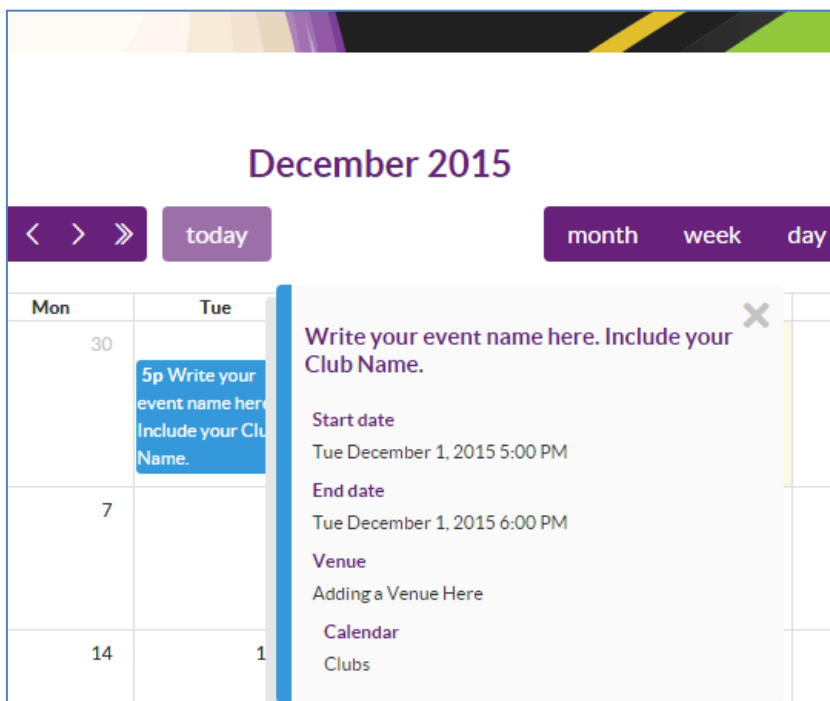 December 2015
today
month week day
Mon Tue
30
5p Write your
event name here
Include your Clu
Name.
7
14 1
Write your event name here. Include your
Club Name.
Start date
Tue December 1, 2015 5:00 PM
End date
Tue December 1, 2015 6:00 PM
Venue
Adding a Venue Here
Calendar
Clubs